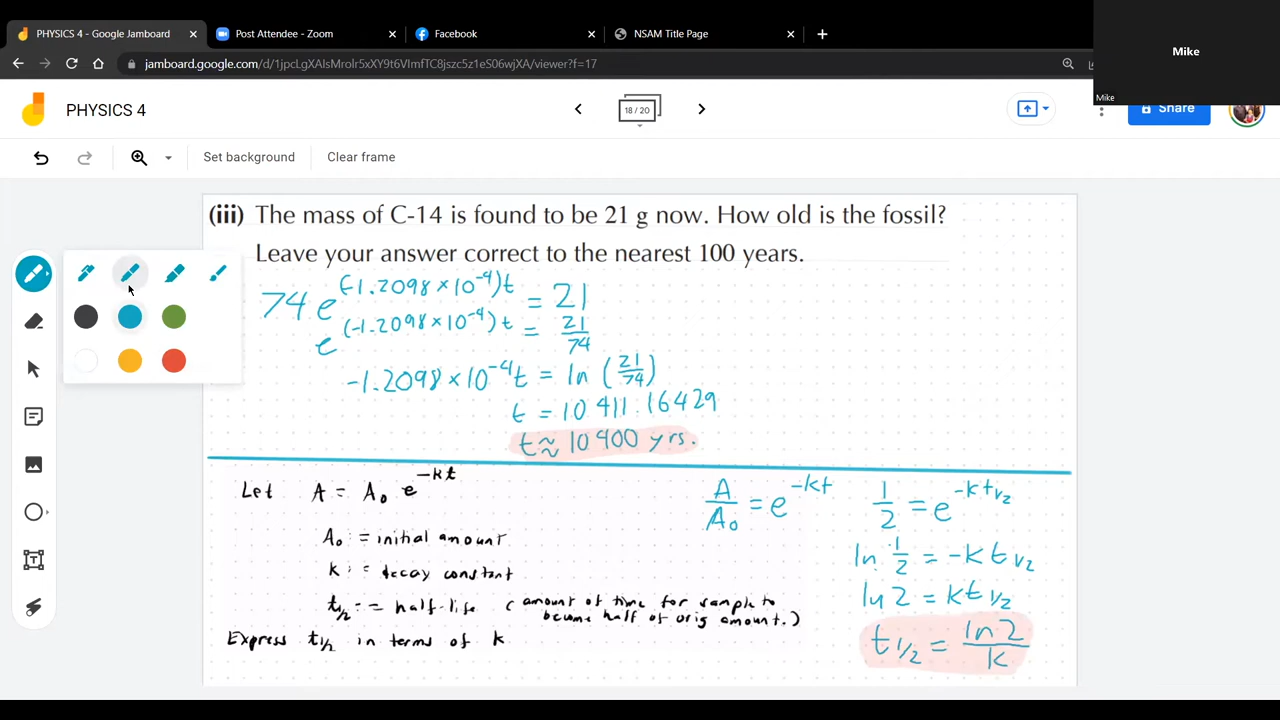 PHYSICS 4 - Google Jamboard
Post Attendee - Zoom
Facebook
NSAM Title Page
Mike
jamboard.google.com/d/1jpcLgXAIsMrolr5xXY9t6VImfTC8jszc5z1eS06wjXA/viewer?f=17
Mike
PHYSICS 4
18 / 20
Share
Set background
Clear frame
(iii) The mass of C-14 is found to be 21 g now. How old is the fossil?
Leave your answer correct to the nearest 100 years.
74 e^(-1.2098×10^-4)t = 21
e^(-1.2098×10^-4)t = 21/74
-1.2098×10^-4 t = ln (21/74)
t = 10 411.16429
t ≈ 10 400 yrs.
Let A = A₀ e^-kt
A₀ := initial amount
k := decay constant
t1/2 := half-life (amount of time for sample to
become half of orig amount.)
Express t1/2 in terms of k
A/A₀ = e^-kt
1/2 = e^-kt1/2
ln 1/2 = -k t1/2
ln 2 = kt1/2
t1/2 = ln 2/k